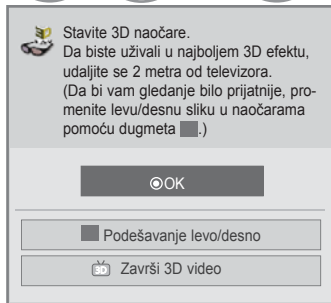 Stavite 3D naočare.
Da biste uživali u najboljem 3D efektu,
udaljite se 2 metra od televizora.
(Da bi vam gledanje bilo prijatnije, pro-
menite levu/desnu sliku u naočarama
pomoću dugmeta .)
OK
Podešavanje levo/desno
3D Završi 3D video